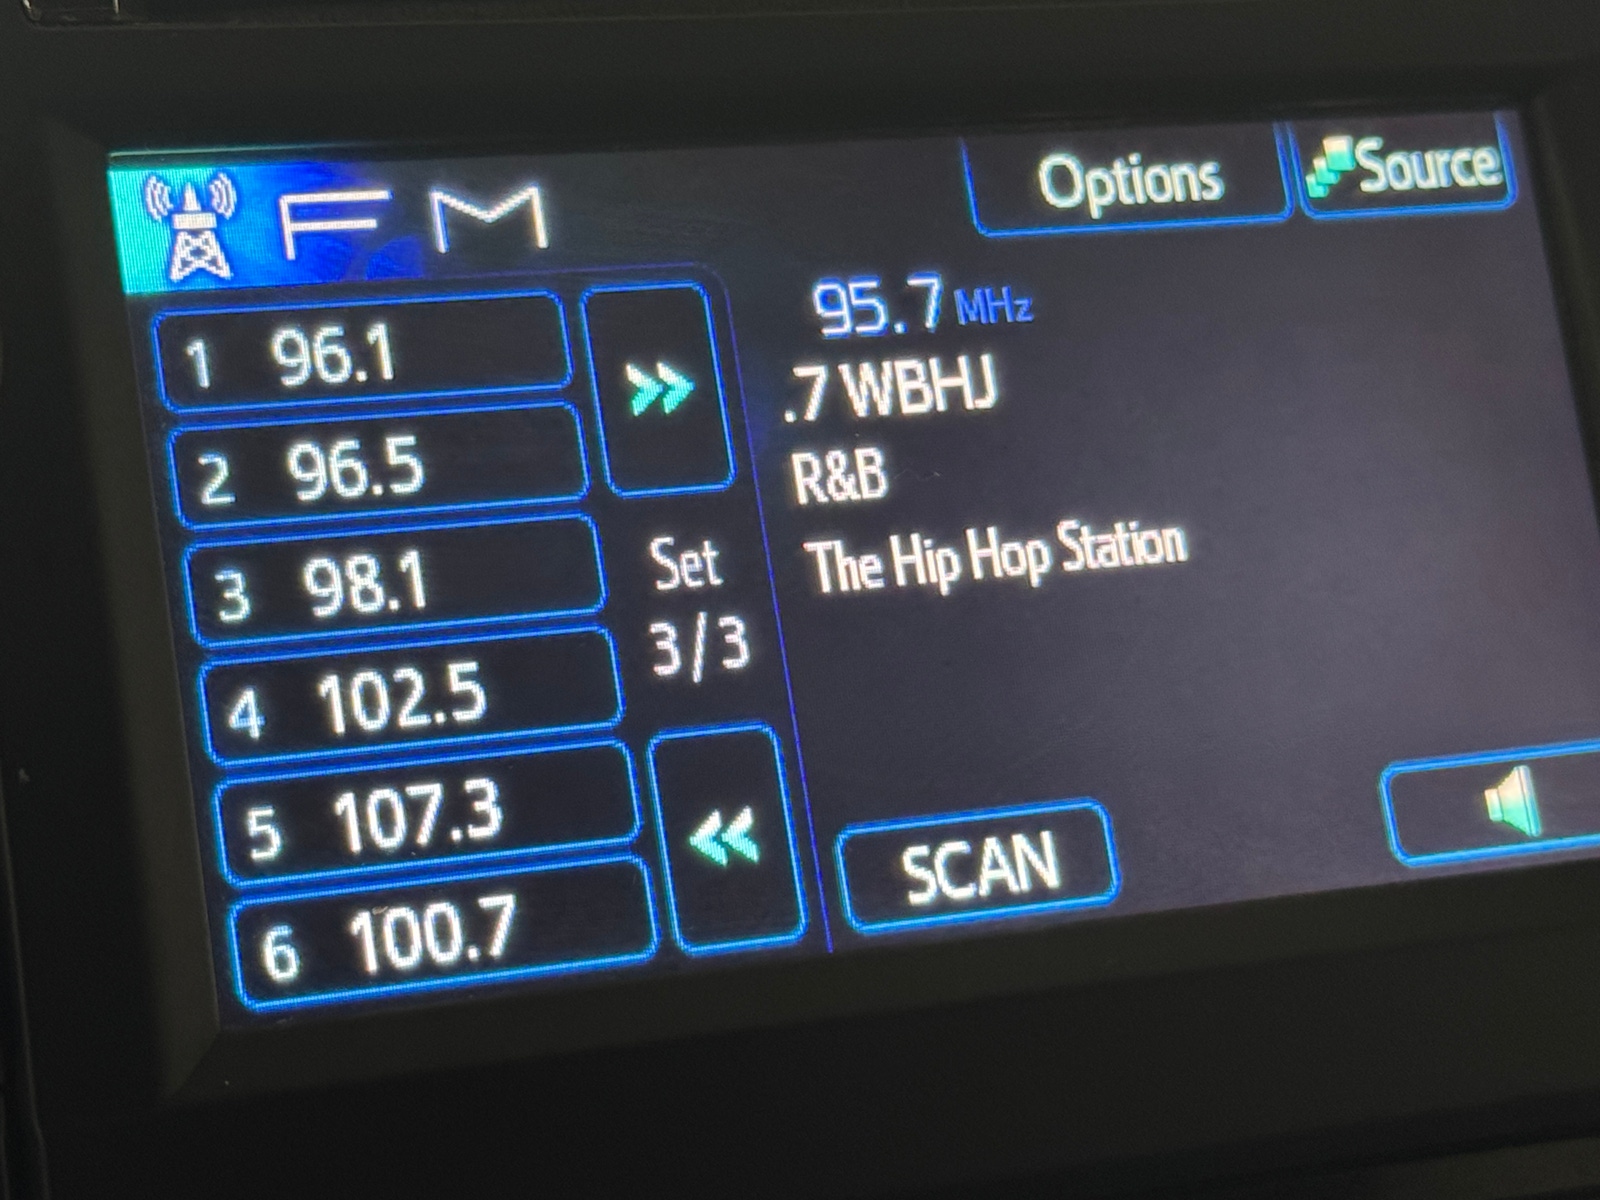 FM
Options
Source
1 96.1
2 96.5
3 98.1
4 102.5
5 107.3
6 100.7
Set
3/3
95.7 MHz
.7 WBHJ
R&B
The Hip Hop Station
SCAN